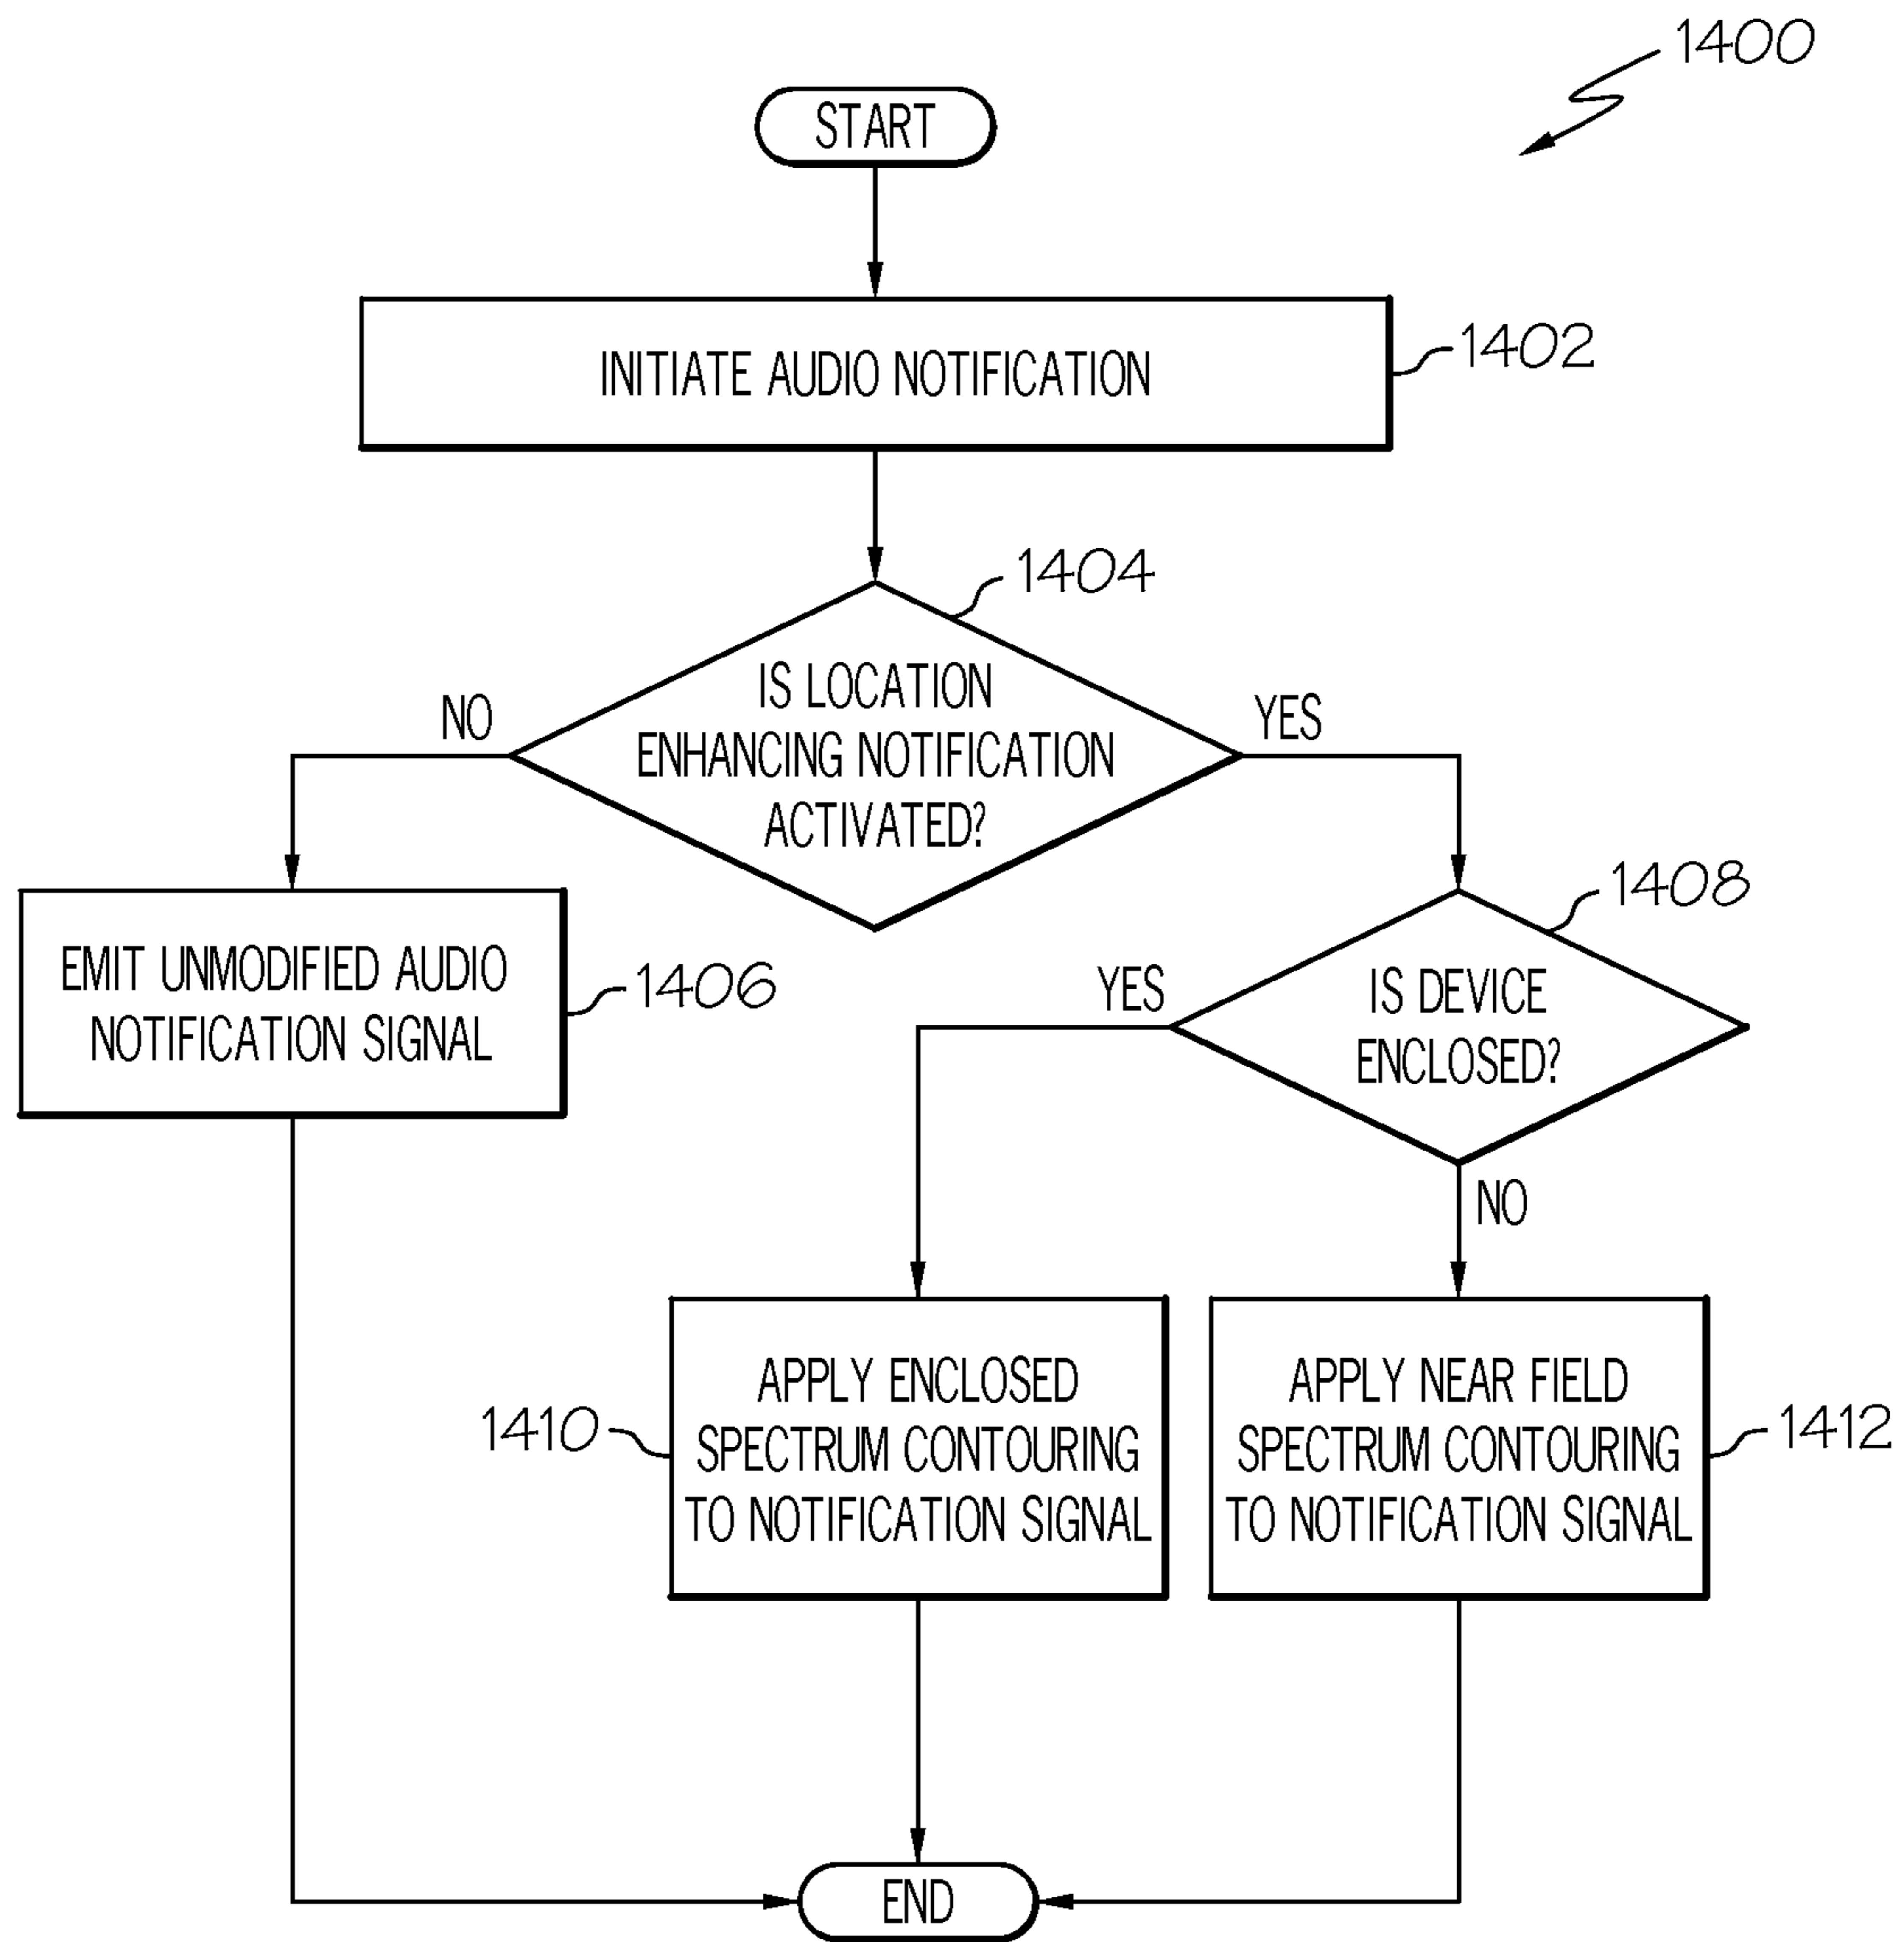 1400
START
INITIATE AUDIO NOTIFICATION
1402
1404
IS LOCATION
ENHANCING NOTIFICATION
ACTIVATED?
NO
YES
EMIT UNMODIFIED AUDIO
NOTIFICATION SIGNAL
1406
1408
IS DEVICE
ENCLOSED?
YES
NO
APPLY ENCLOSED
SPECTRUM CONTOURING
TO NOTIFICATION SIGNAL
1410
APPLY NEAR FIELD
SPECTRUM CONTOURING
TO NOTIFICATION SIGNAL
1412
END